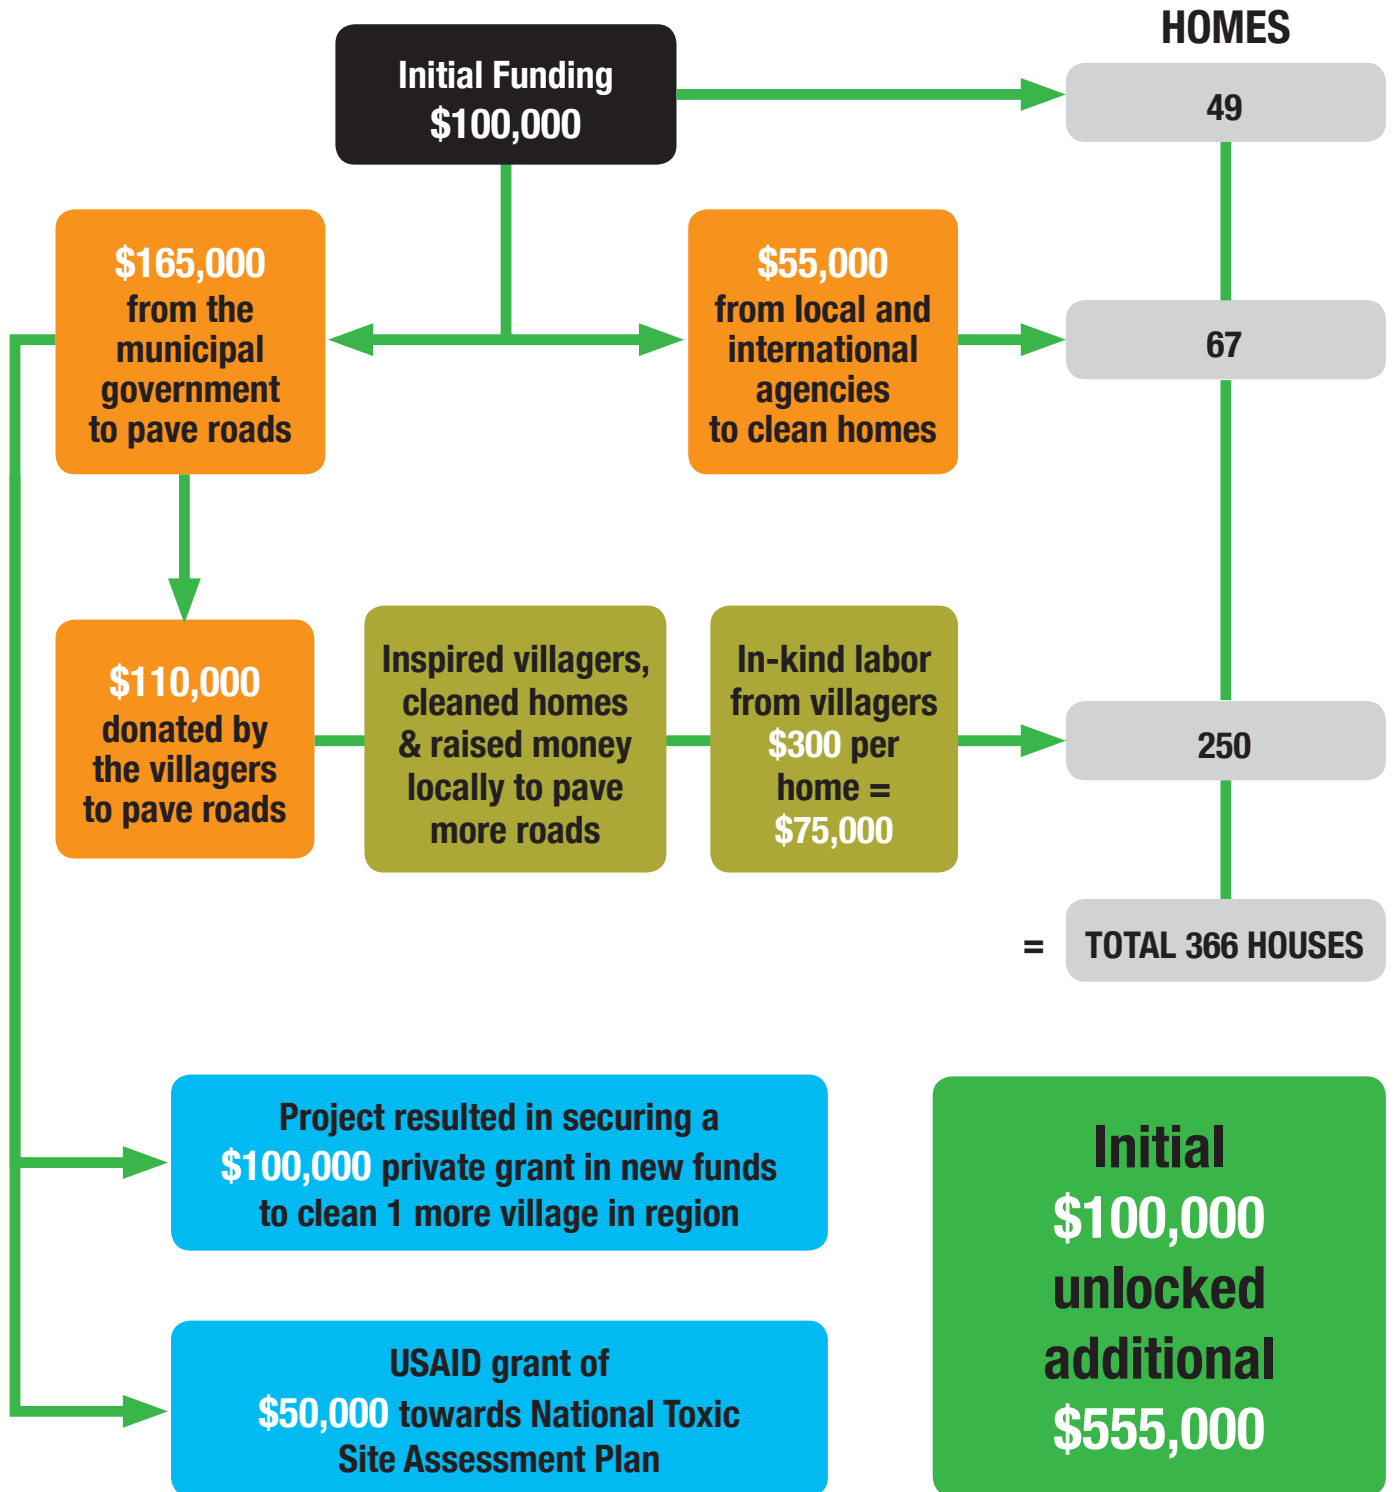 HOMES
Initial Funding
$100,000
49
$165,000
from the
municipal
government
to pave roads
$55,000
from local and
international
agencies
to clean homes
67
$110,000
donated by
the villagers
to pave roads
Inspired villagers,
cleaned homes
& raised money
locally to pave
more roads
In-kind labor
from villagers
$300 per
home =
$75,000
250
= TOTAL 366 HOUSES
Project resulted in securing a
$100,000 private grant in new funds
to clean 1 more village in region
USAID grant of
$50,000 towards National Toxic
Site Assessment Plan
Initial
$100,000
unlocked
additional
$555,000